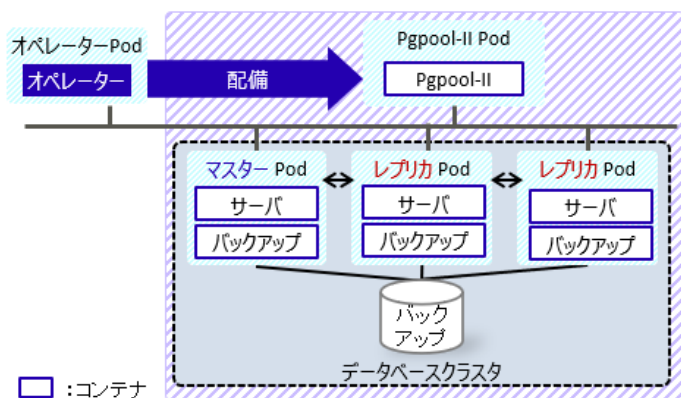 オペレーターPod
オペレーター
配備
Pgpool-II Pod
Pgpool-II
マスター Pod
サーバ
バックアップ
レプリカ Pod
サーバ
バックアップ
レプリカ Pod
サーバ
バックアップ
バック
アップ
データベースクラスタ
:コンテナ